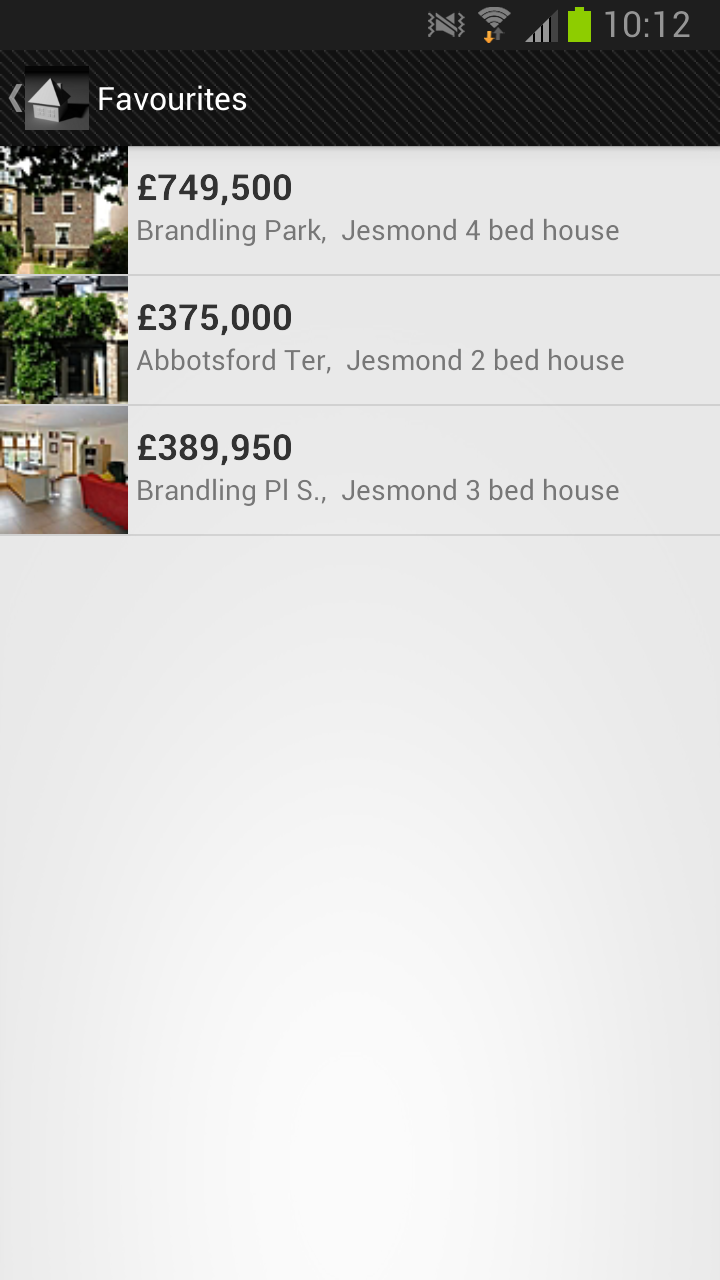 10:12
Favourites
£749,500
Brandling Park,  Jesmond 4 bed house
£375,000
Abbotsford Ter,  Jesmond 2 bed house
£389,950
Brandling Pl S.,  Jesmond 3 bed house